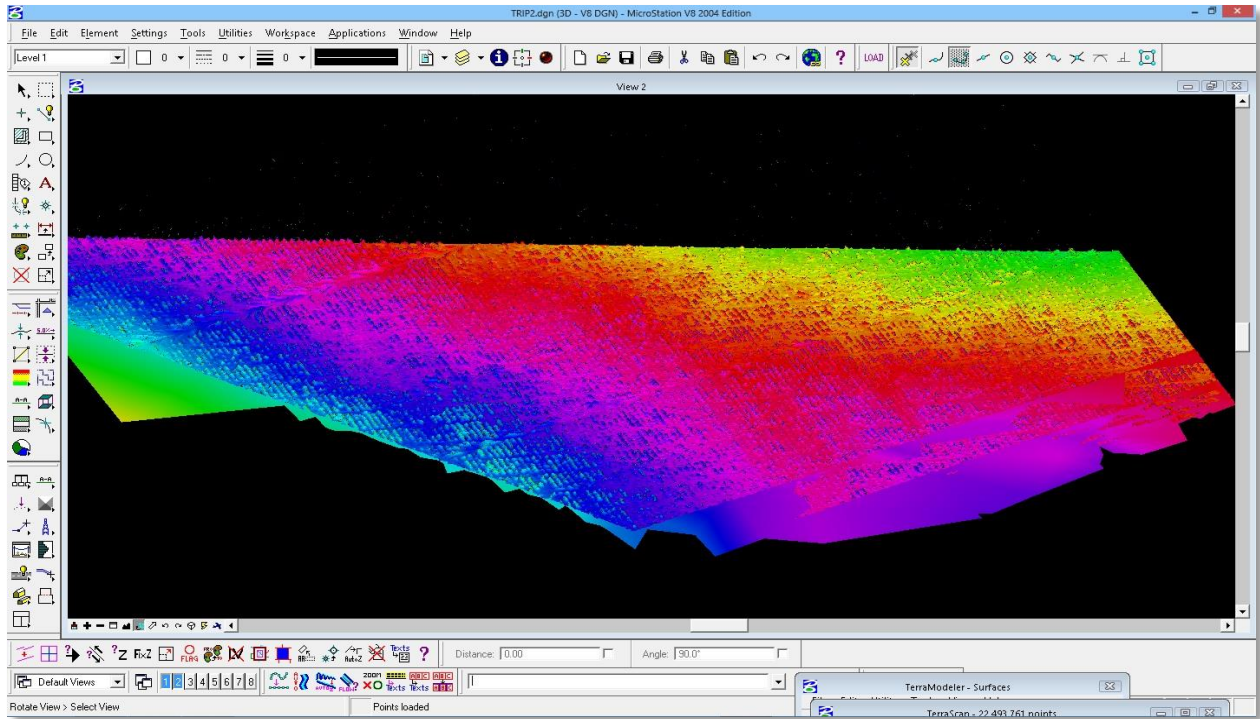 TRIP2.dgn (3D - V8 DGN) - MicroStation V8 2004 Edition
File Edit Element Settings Tools Utilities Workspace Applications Window Help
Level 1 0 0 0 LOAD
View 2
Distance: 0.00 Angle: 90.0°
Default Views 1 2 3 4 5 6 7 8
TerraModeler - Surfaces
Rotate View > Select View Points loaded
TerraScan - 22 493 761 points